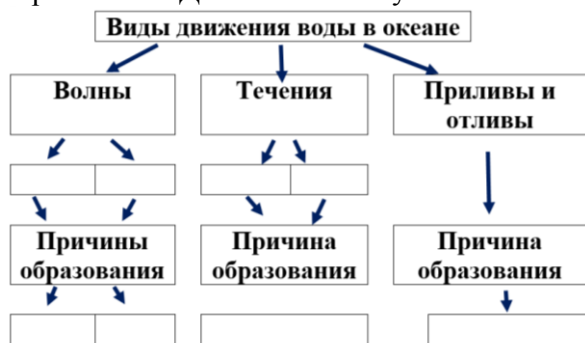 Виды движения воды в океане
Волны
Течения
Приливы и
отливы
Причины
образования
Причина
образования
Причина
образования